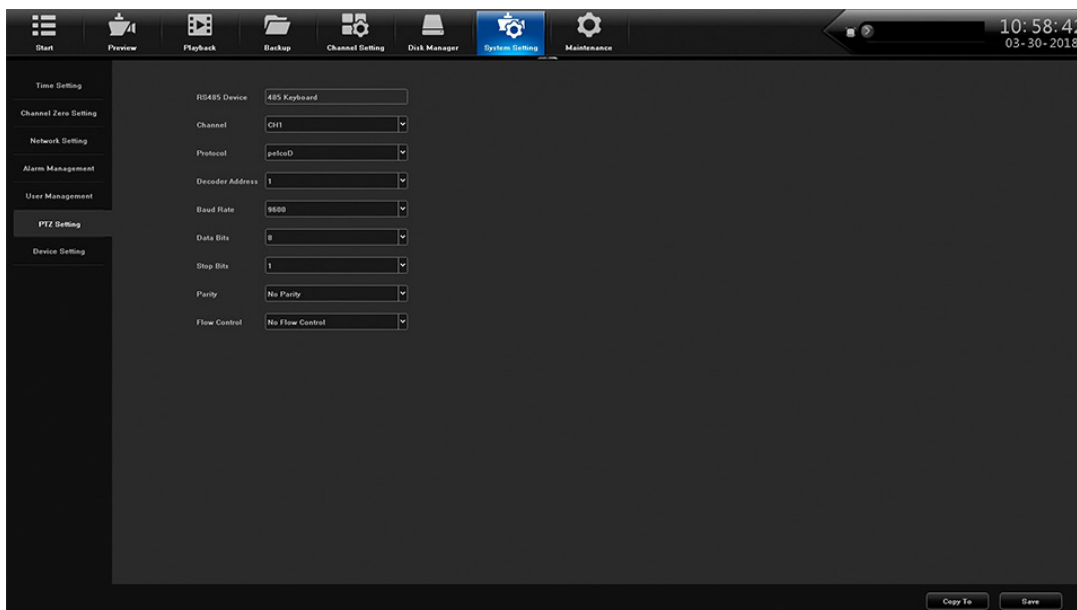 Start Preview Playback Backup Channel Setting Disk Manager System Setting Maintenance
10:58:42
03-30-2018
Time Setting
Channel Zero Setting
Network Setting
Alarm Management
User Management
PTZ Setting
Device Setting
RS485 Device 485 Keyboard
Channel CH1
Protocol pelcoD
Decoder Address 1
Baud Rate 9600
Data Bits 8
Stop Bits 1
Parity No Parity
Flow Control No Flow Control
Copy To Save